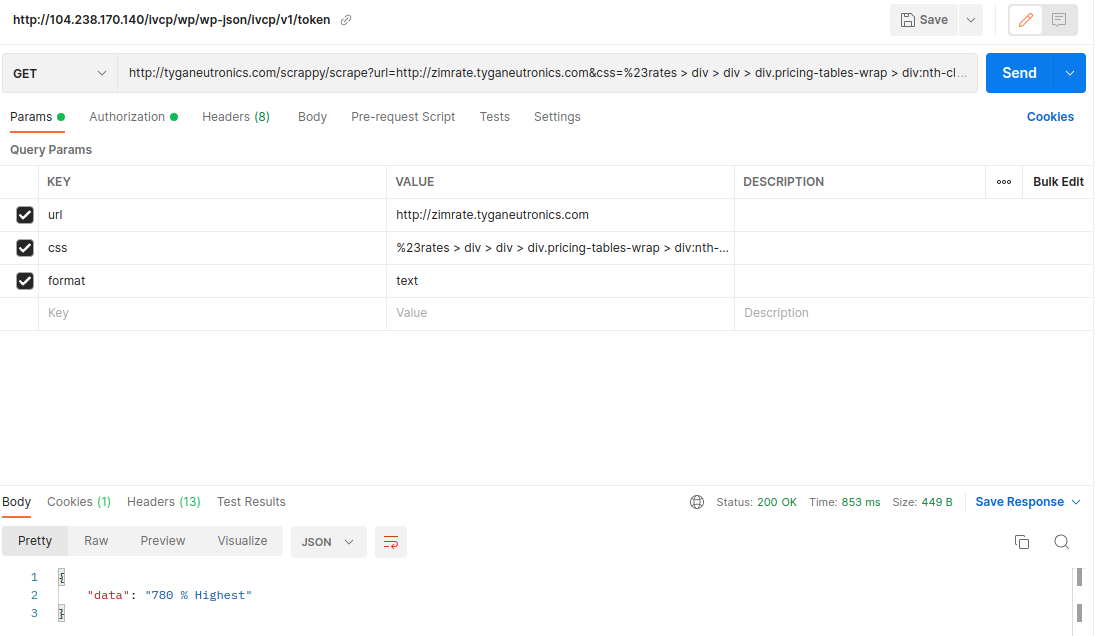 http://104.238.170.140/ivcp/wp/wp-json/ivcp/v1/token Save
GET http://tyganeutronics.com/scrappy/scrape?url=http://zimrate.tyganeutronics.com&css=%23rates > div > div > div.pricing-tables-wrap > div:nth-cl... Send
Params Authorization Headers (8) Body Pre-request Script Tests Settings Cookies
Query Params
KEY VALUE DESCRIPTION ooo Bulk Edit
url http://zimrate.tyganeutronics.com
css %23rates > div > div > div.pricing-tables-wrap > div:nth-...
format text
Key Value Description
Body Cookies (1) Headers (13) Test Results Status: 200 OK Time: 853 ms Size: 449 B Save Response
Pretty Raw Preview Visualize JSON
1 {
2 "data": "780 % Highest"
3 }